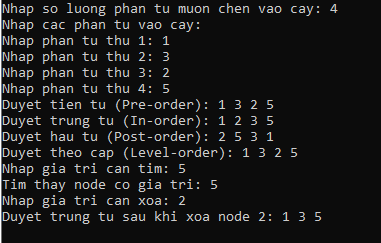 Nhap so luong phan tu muon chen vao cay: 4
Nhap cac phan tu vao cay:
Nhap phan tu thu 1: 1
Nhap phan tu thu 2: 3
Nhap phan tu thu 3: 2
Nhap phan tu thu 4: 5
Duyet tien tu (Pre-order): 1 3 2 5
Duyet trung tu (In-order): 1 2 3 5
Duyet hau tu (Post-order): 2 5 3 1
Duyet theo cap (Level-order): 1 3 2 5
Nhap gia tri can tim: 5
Tim thay node co gia tri: 5
Nhap gia tri can xoa: 2
Duyet trung tu sau khi xoa node 2: 1 3 5